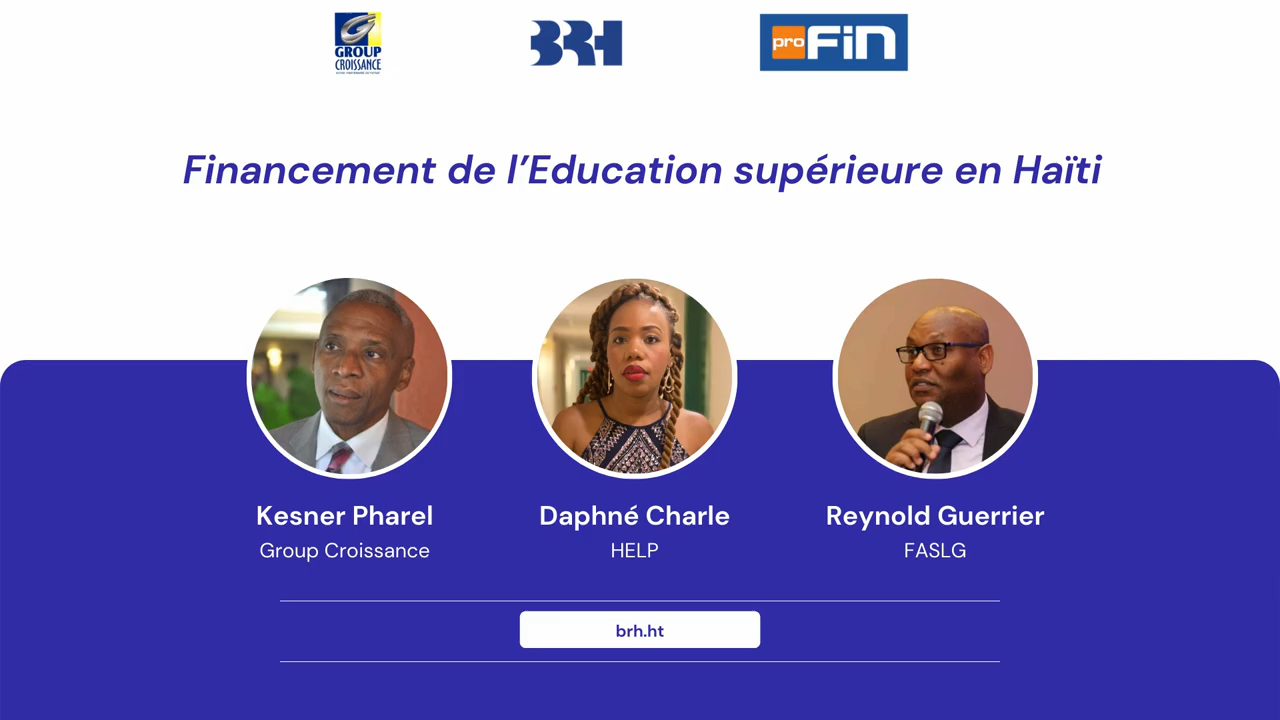 GROUP
CROISSANCE
BRH
pro FiN
Financement de l’Education supérieure en Haïti
Kesner Pharel
Daphné Charle
Reynold Guerrier
Group Croissance
HELP
FASLG
brh.ht